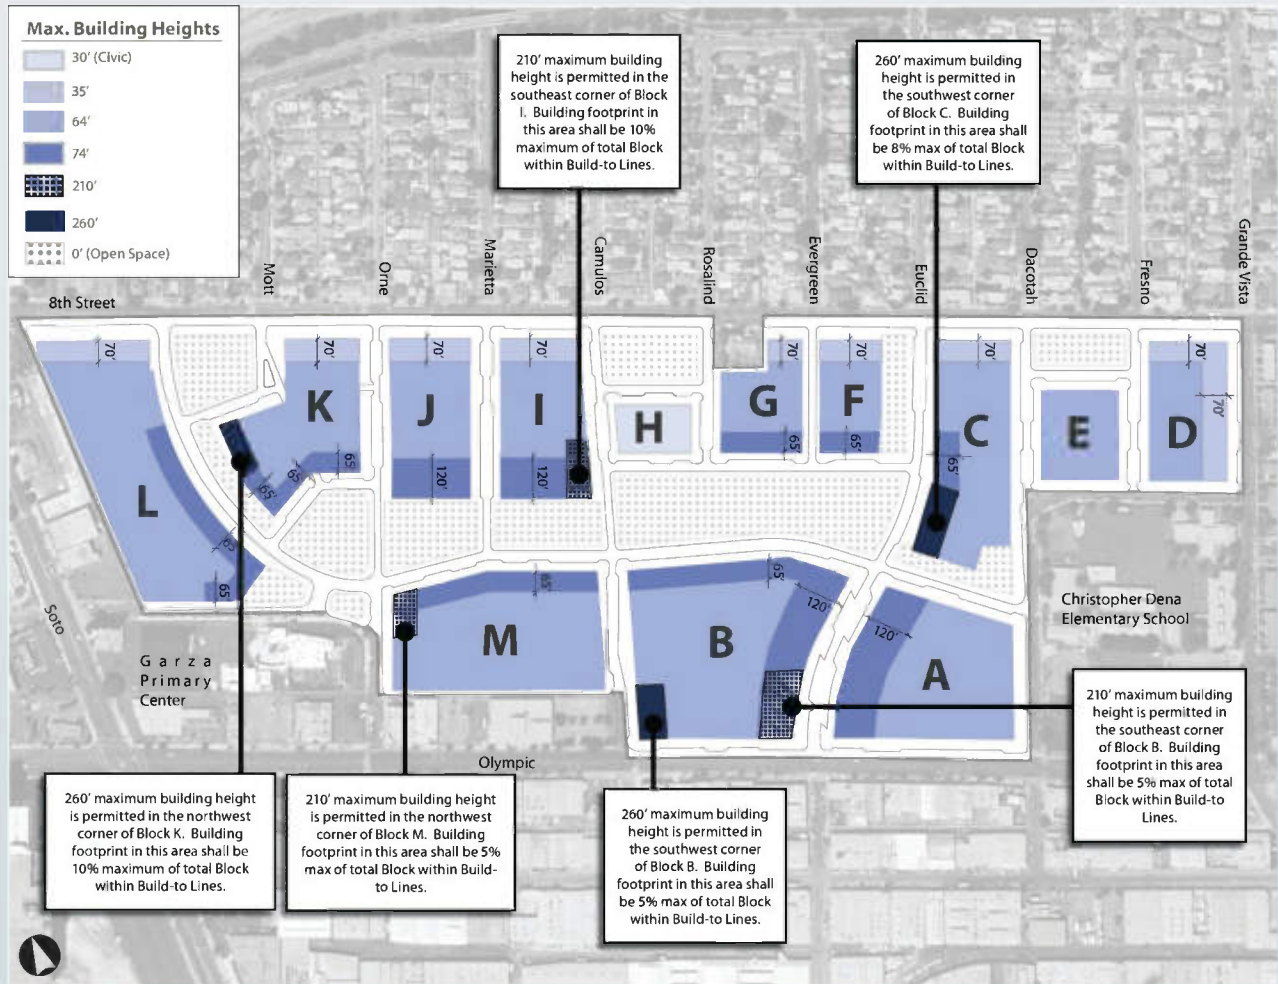 Max. Building Heights
30' (Civic)
35'
64'
74'
210'
260'
0' (Open Space)
210' maximum building
height is permitted in the
southeast corner of Block
I. Building footprint in
this area shall be 10%
maximum of total Block
within Build-to Lines.
260' maximum building
height is permitted in
the southwest corner
of Block C. Building
footprint in this area shall
be 8% max of total Block
within Build-to Lines.
8th Street
Mott
Orne
Marietta
Camulos
Rosalind
Evergreen
Euclid
Dacotah
Fresno
Grande Vista
70'
70'
70'
70'
70'
70'
70'
70'
70'
K
J
I
H
G
F
C
E
D
L
65'
65'
65'
120'
120'
65'
65'
65'
65'
65'
M
65'
B
65'
120'
A
120'
Soto
Garza
Primary
Center
Christopher Dena
Elementary School
Olympic
210' maximum building
height is permitted in
the southeast corner
of Block B. Building
footprint in this area
shall be 5% max of total
Block within Build-to
Lines.
260' maximum building height
is permitted in the northwest
corner of Block K. Building
footprint in this area shall be
10% maximum of total Block
within Build-to Lines.
210' maximum building height
is permitted in the northwest
corner of Block M. Building
footprint in this area shall be 5%
max of total Block within Build-
to Lines.
260' maximum building
height is permitted in
the southwest corner
of Block B. Building
footprint in this area shall
be 5% max of total Block
within Build-to Lines.